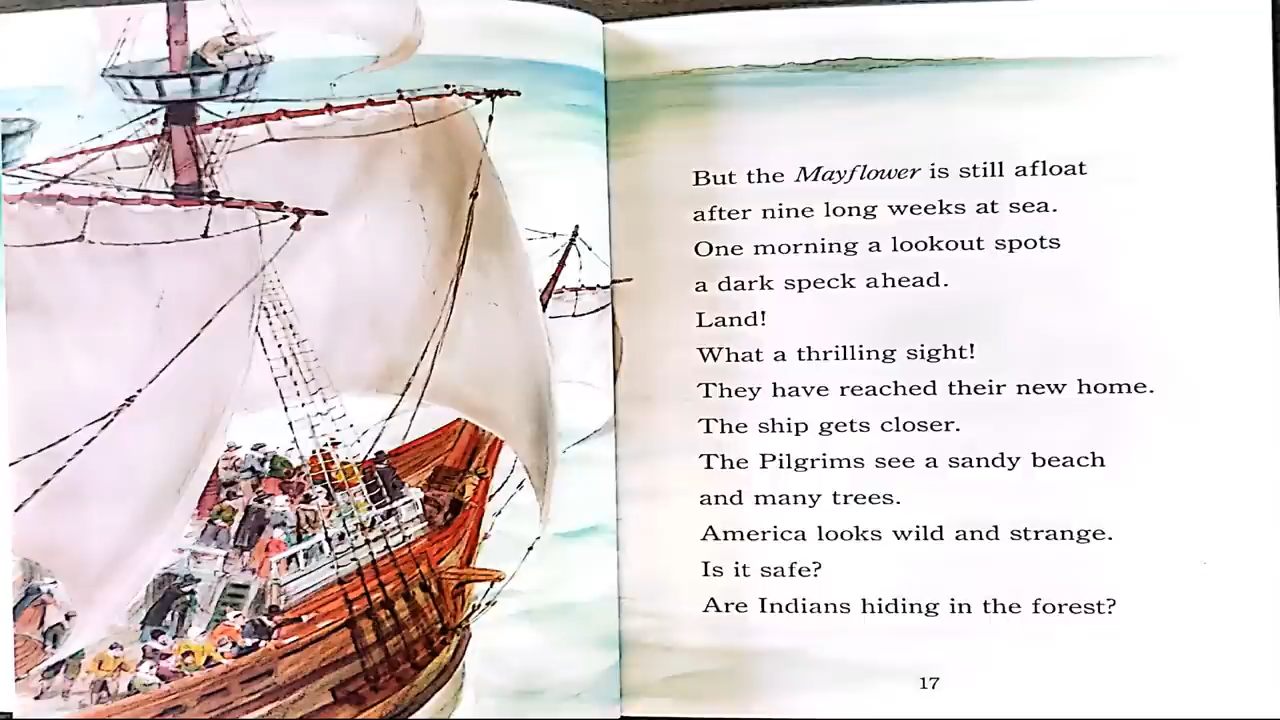 But the Mayflower is still afloat
after nine long weeks at sea.
One morning a lookout spots
a dark speck ahead.
Land!
What a thrilling sight!
They have reached their new home.
The ship gets closer.
The Pilgrims see a sandy beach
and many trees.
America looks wild and strange.
Is it safe?
Are Indians hiding in the forest?
17